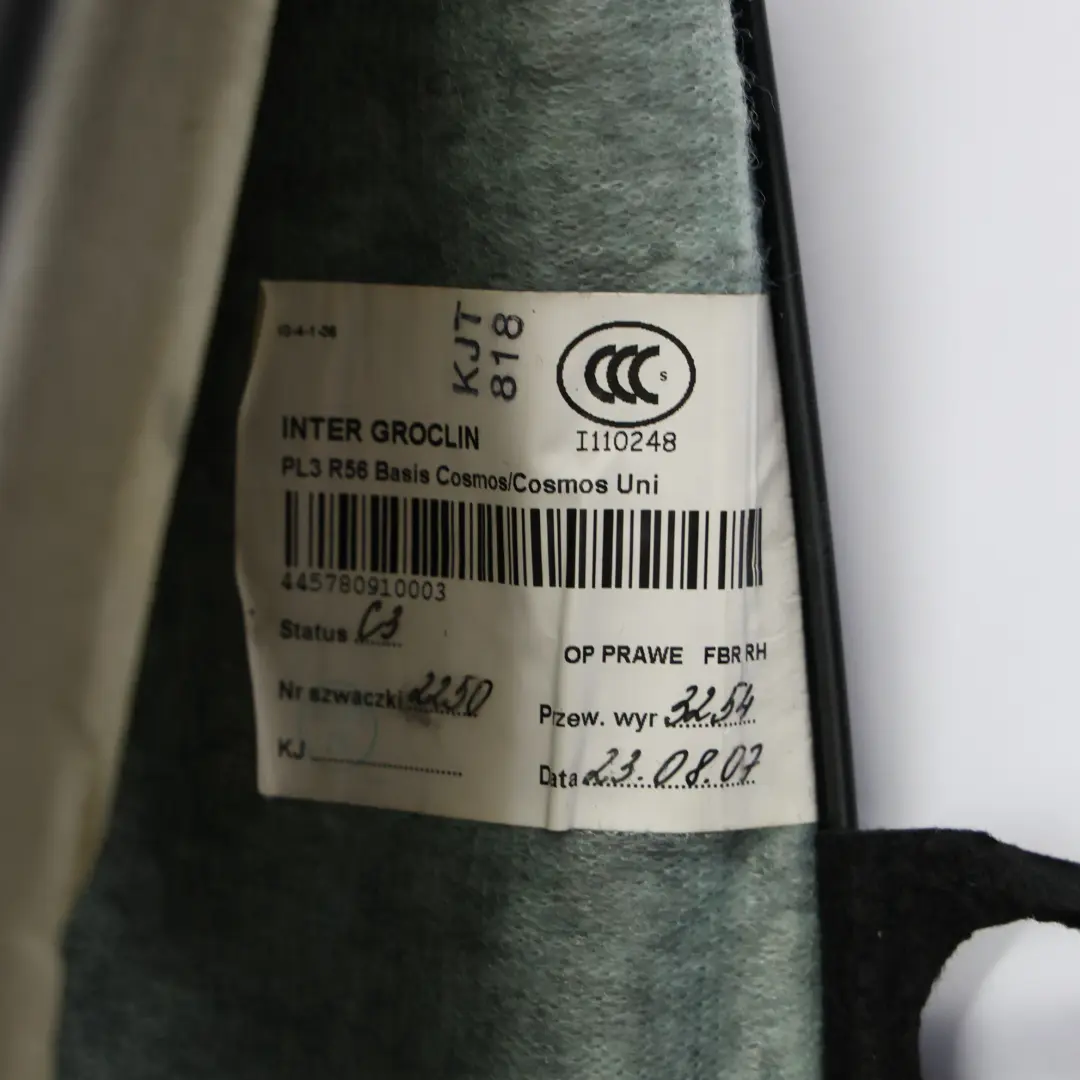 KJT
818
CCC S
I110248
INTER GROCLIN
PL3 R56 Basis Cosmos/Cosmos Uni
445780910003
Status C3
OP PRAWE FBR RH
Nr szwaczki 2250
Przew. wyr 3254
KJ
Data 23.08.07